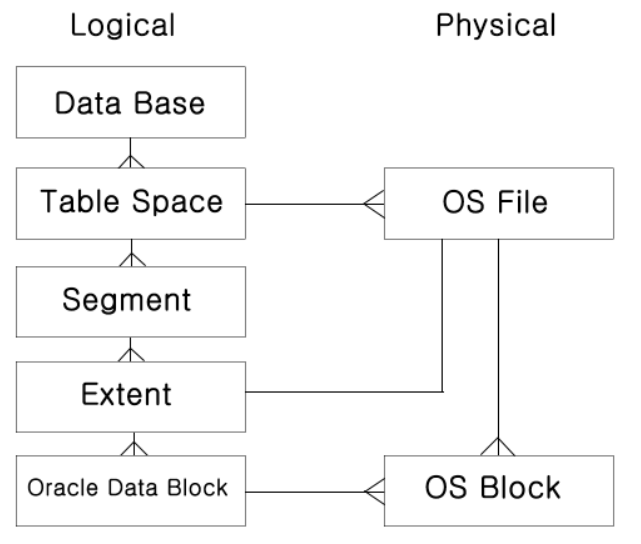 Logical
Physical
Data Base
Table Space
OS File
Segment
Extent
Oracle Data Block
OS Block